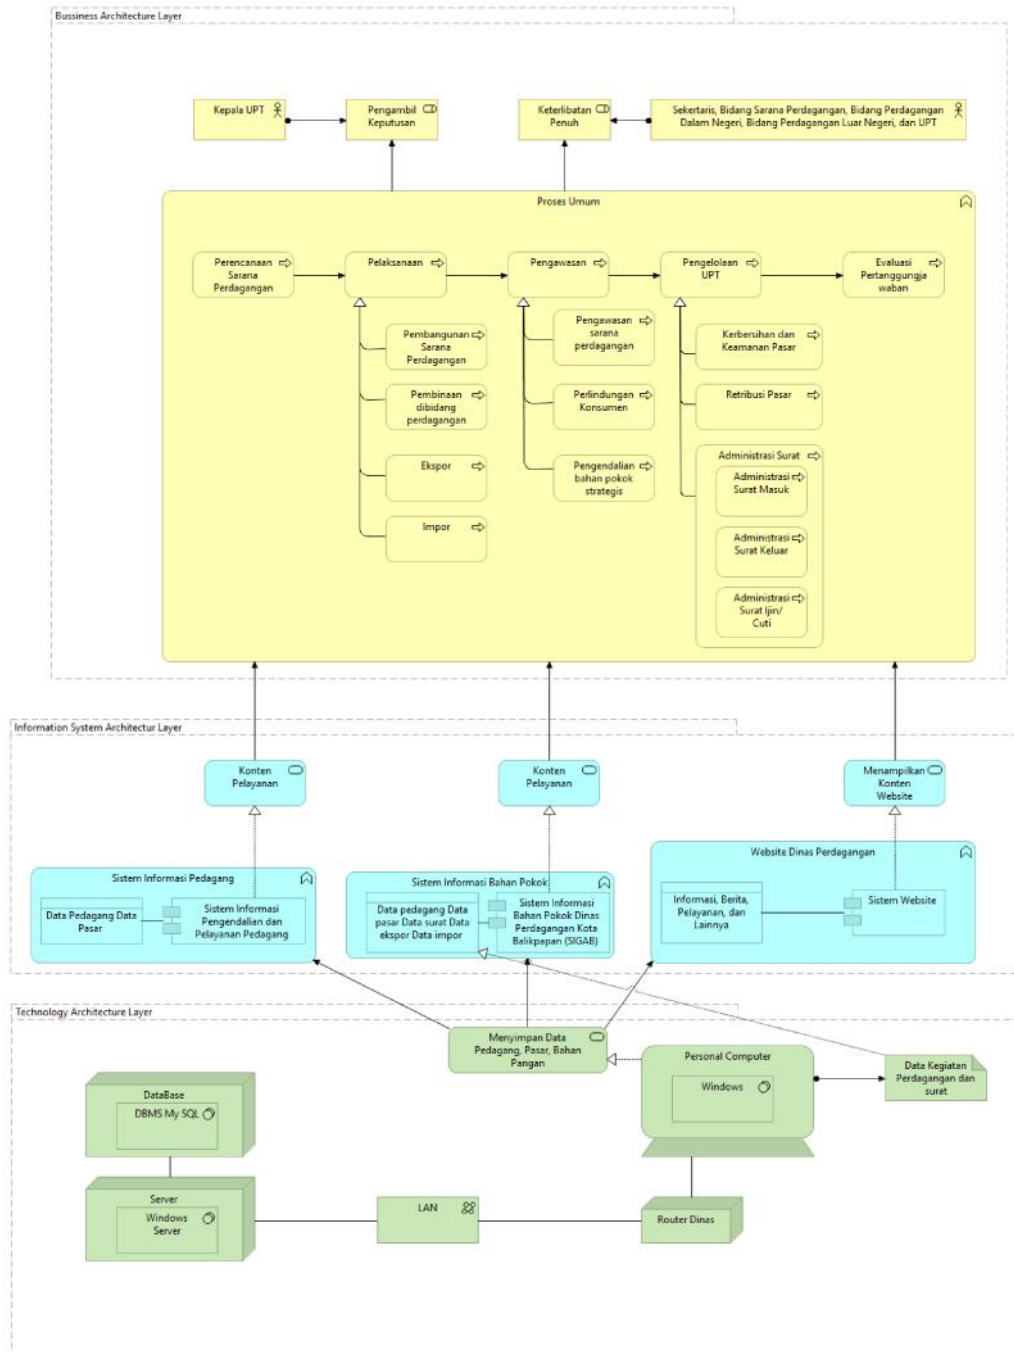 Bussiness Architecture Layer
Kepala UPT
Pengambil
Keputusan
Keterlibatan
Penuh
Sekertaris, Bidang Sarana Perdagangan, Bidang Perdagangan
Dalam Negeri, Bidang Perdagangan Luar Negeri, dan UPT
Proses Umum
Perencanaan
Sarana
Perdagangan
Pelaksanaan
Pengawasan
Pengelolaan
UPT
Evaluasi
Pertanggungja
waban
Pembangunan
Sarana
Perdagangan
Pembinaan
dibidang
perdagangan
Ekspor
Impor
Pengawasan
sarana
perdagangan
Perlindungan
Konsumen
Pengendalian
bahan pokok
strategis
Kerbersihan dan
Keamanan Pasar
Retribusi Pasar
Administrasi Surat
Administrasi
Surat Masuk
Administrasi
Surat Keluar
Administrasi
Surat Ijin/
Cuti
Information System Architectur Layer
Konten
Pelayanan
Konten
Pelayanan
Menampilkan
Konten
Website
Sistem Informasi Pedagang
Data Pedagang Data
Pasar
Sistem Informasi
Pengendalian dan
Pelayanan Pedagang
Sistem Informasi Bahan Pokok
Data pedagang Data
pasar Data surat Data
ekspor Data impor
Sistem Informasi
Bahan Pokok Dinas
Perdagangan Kota
Balikpapan (SIGAB)
Website Dinas Perdagangan
Informasi, Berita,
Pelayanan, dan
Lainnya
Sistem Website
Technology Architecture Layer
Menyimpan Data
Pedagang, Pasar, Bahan
Pangan
Personal Computer
Windows
Data Kegiatan
Perdagangan dan
surat
DataBase
DBMS My SQL
Server
Windows
Server
LAN
Router Dinas